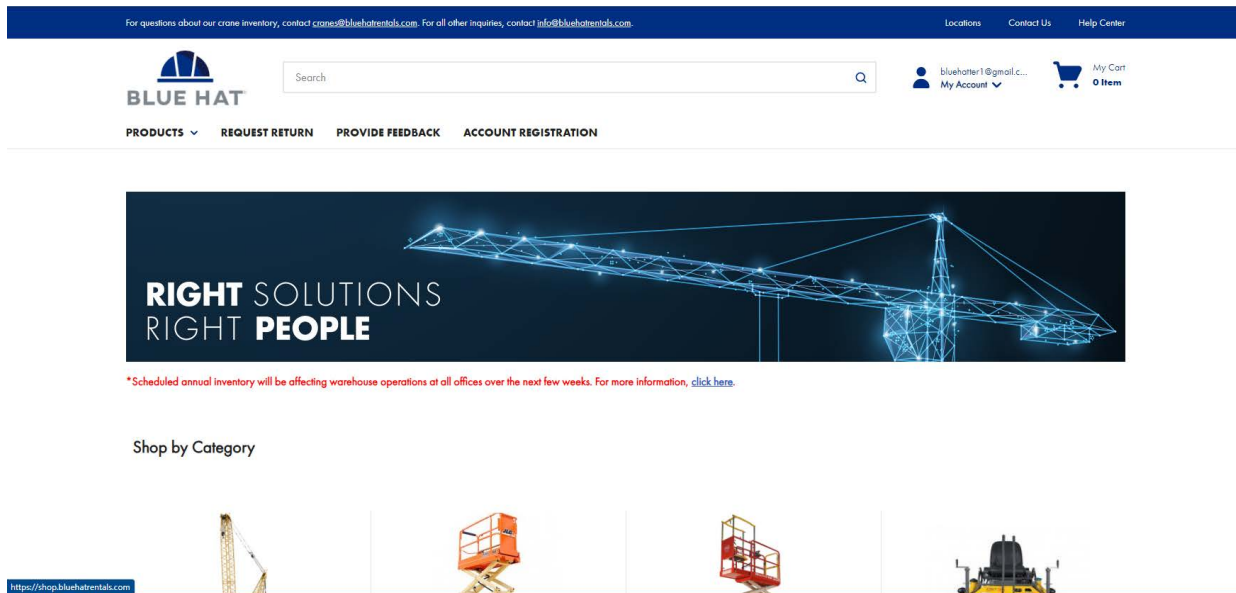 For questions about our crane inventory, contact cranes@bluehatrentals.com. For all other inquiries, contact info@bluehatrentals.com.
Locations Contact Us Help Center
BLUE HAT
Search
bluehatter1@gmail.c...
My Account
My Cart
0 Item
PRODUCTS REQUEST RETURN PROVIDE FEEDBACK ACCOUNT REGISTRATION
RIGHT SOLUTIONS
RIGHT PEOPLE
*Scheduled annual inventory will be affecting warehouse operations at all offices over the next few weeks. For more information, click here.
Shop by Category
JLG
https://shop.bluehatrentals.com